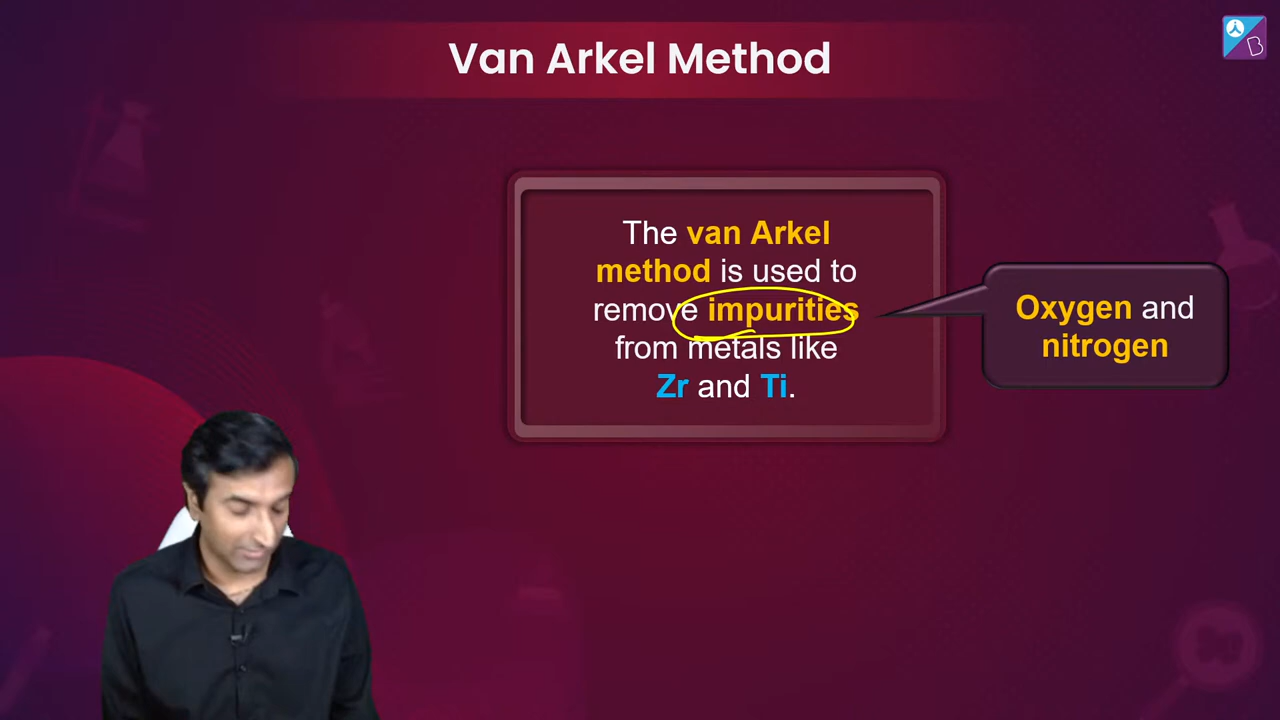 Van Arkel Method
The van Arkel
method is used to
remove impurities
from metals like
Zr and Ti.
Oxygen and
nitrogen
B